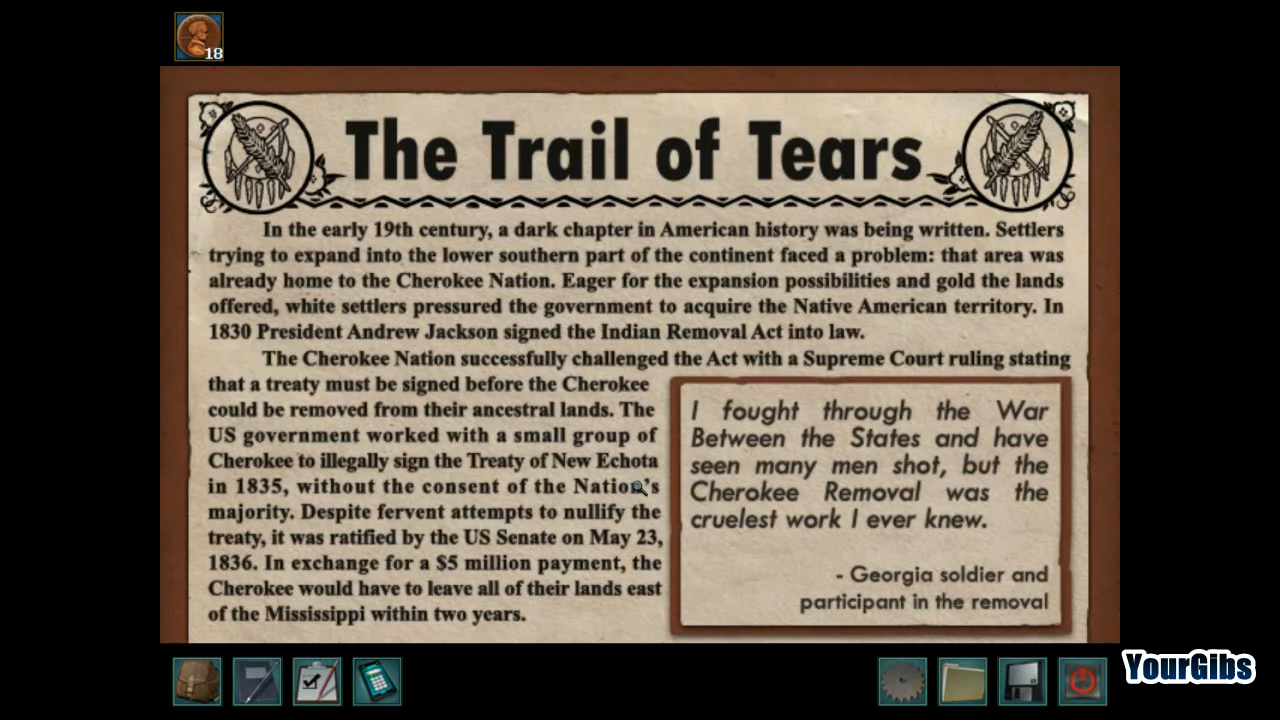 18
The Trail of Tears
In the early 19th century, a dark chapter in American history was being written. Settlers
trying to expand into the lower southern part of the continent faced a problem: that area was
already home to the Cherokee Nation. Eager for the expansion possibilities and gold the lands
offered, white settlers pressured the government to acquire the Native American territory. In
1830 President Andrew Jackson signed the Indian Removal Act into law.
The Cherokee Nation successfully challenged the Act with a Supreme Court ruling stating
that a treaty must be signed before the Cherokee
could be removed from their ancestral lands. The
US government worked with a small group of
Cherokee to illegally sign the Treaty of New Echota
in 1835, without the consent of the Nation's
majority. Despite fervent attempts to nullify the
treaty, it was ratified by the US Senate on May 23,
1836. In exchange for a $5 million payment, the
Cherokee would have to leave all of their lands east
of the Mississippi within two years.
I fought through the War
Between the States and have
seen many men shot, but the
Cherokee Removal was the
cruelest work I ever knew.
- Georgia soldier and
participant in the removal
YourGibs